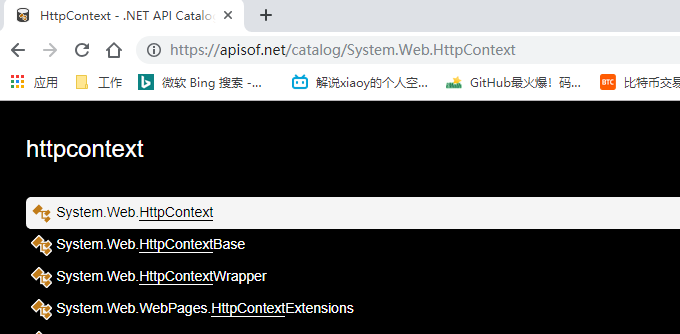 HttpContext - .NET API Catalog
https://apisof.net/catalog/System.Web.HttpContext
应用 工作 微软 Bing 搜索 -... 解说xiaoy的个人空... GitHub最火爆！码... BTC 比特币交易
httpcontext
System.Web.HttpContext
System.Web.HttpContextBase
System.Web.HttpContextWrapper
System.Web.WebPages.HttpContextExtensions